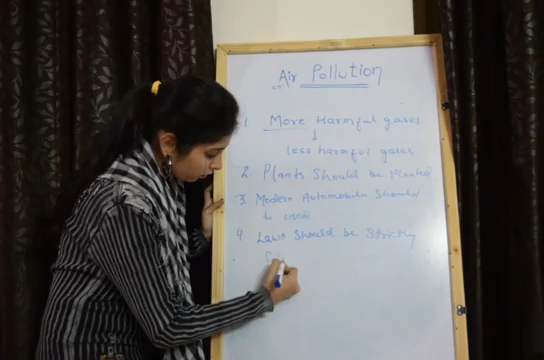 Air Pollution
1. More Harmful gases
↓
less harmful gases
2. Plants Should be Planted
3. Modern Automobiles Should
be used
4. Laws Should be Strictly